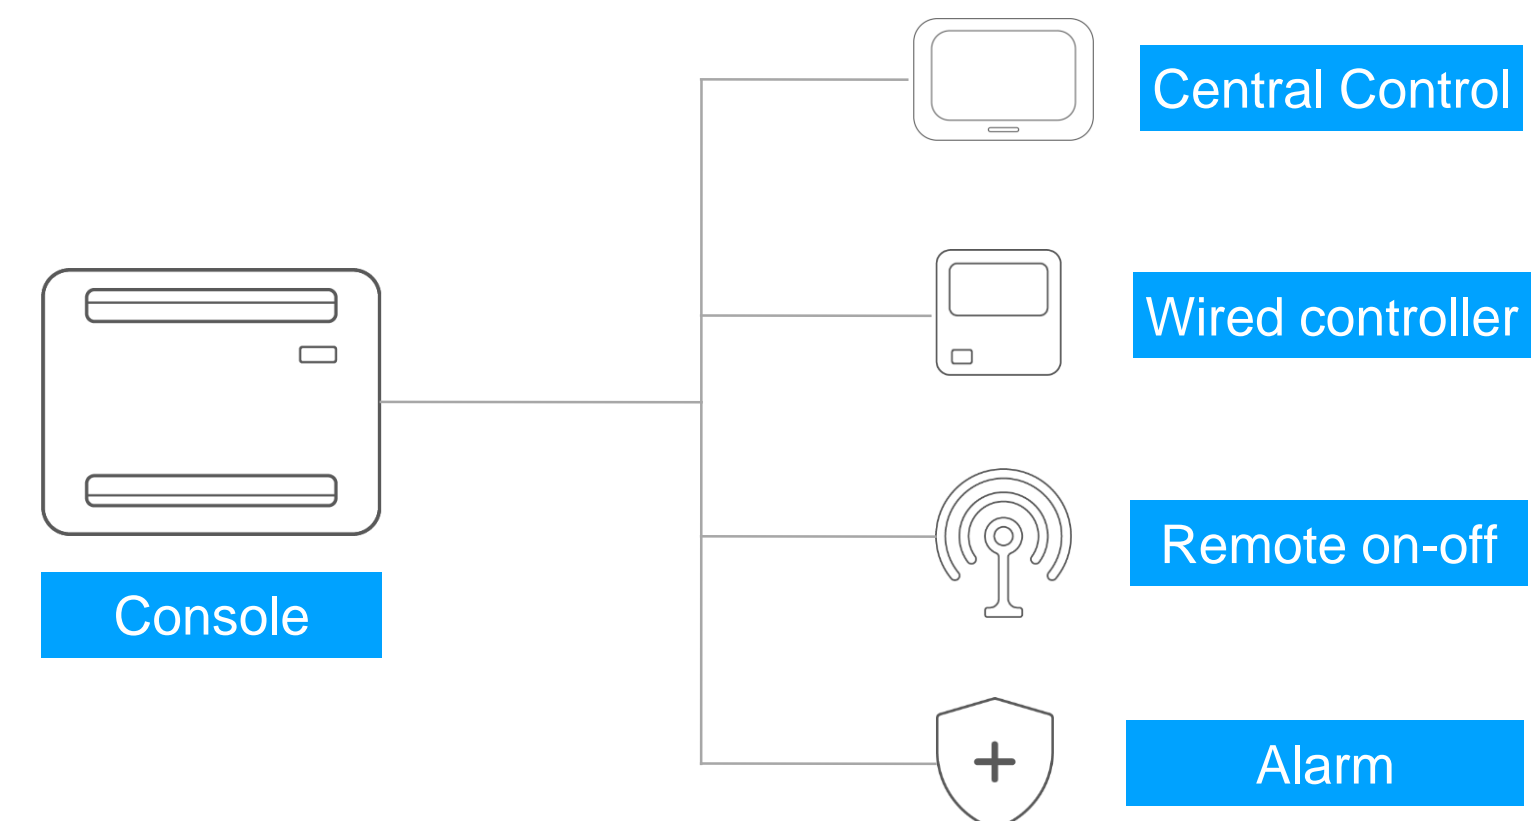 Central Control
Wired controller
Remote on-off
Console
Alarm